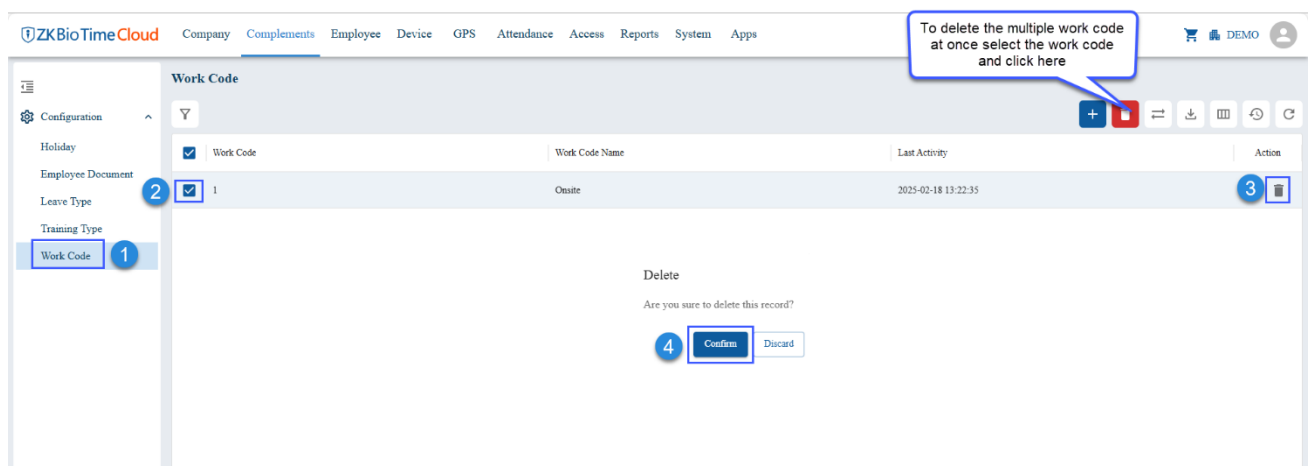 To delete the multiple work code
at once select the work code
and click here
ZKBioTime Cloud
Company Complements Employee Device GPS Attendance Access Reports System Apps
DEMO
Work Code
Configuration
Holiday
Employee Document
Leave Type
Training Type
Work Code 1
Work Code Work Code Name Last Activity Action
2 1 Onsite 2025-02-18 13:22:35 3
Delete
Are you sure to delete this record?
4 Confirm Discard